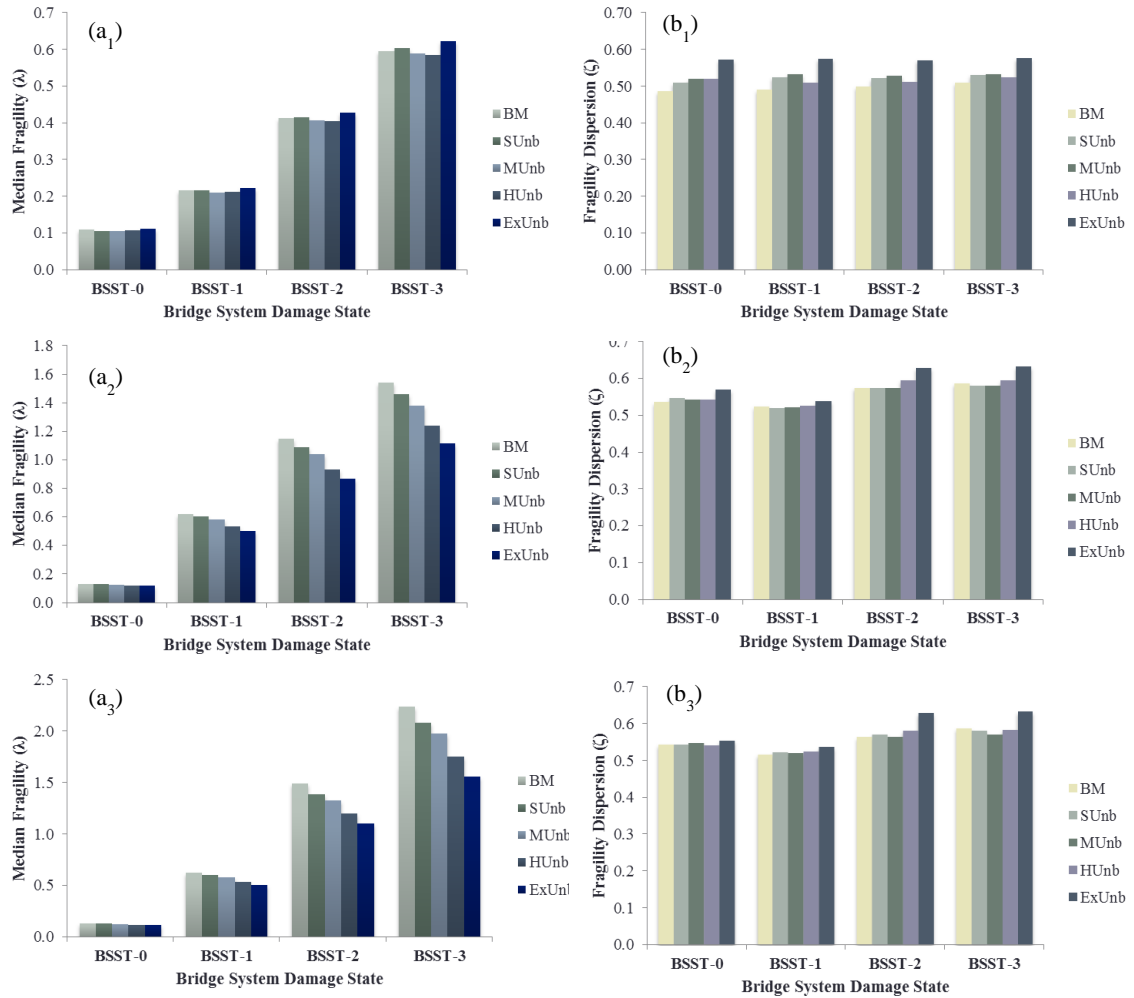 (a1)
Median Fragility (λ)
0.7
0.6
0.5
0.4
0.3
0.2
0.1
0.0
BSST-0 BSST-1 BSST-2 BSST-3
Bridge System Damage State
BM
SUnb
MUnb
HUnb
ExUnb
(b1)
Fragility Dispersion (ζ)
0.70
0.60
0.50
0.40
0.30
0.20
0.10
0.00
BSST-0 BSST-1 BSST-2 BSST-3
Bridge System Damage State
BM
SUnb
MUnb
HUnb
ExUnb
(a2)
Median Fragility (λ)
1.8
1.6
1.4
1.2
1.0
0.8
0.6
0.4
0.2
0.0
BSST-0 BSST-1 BSST-2 BSST-3
Bridge System Damage State
BM
SUnb
MUnb
HUnb
ExUnb
(b2)
Fragility Dispersion (ζ)
0.7
0.6
0.5
0.4
0.3
0.2
0.1
0.0
BSST-0 BSST-1 BSST-2 BSST-3
Bridge System Damage State
BM
SUnb
MUnb
HUnb
ExUnb
(a3)
Median Fragility (λ)
2.5
2.0
1.5
1.0
0.5
0.0
BSST-0 BSST-1 BSST-2 BSST-3
Bridge System Damage State
BM
SUnb
MUnb
HUnb
ExUnb
(b3)
Fragility Dispersion (ζ)
0.7
0.6
0.5
0.4
0.3
0.2
0.1
0.0
BSST-0 BSST-1 BSST-2 BSST-3
Bridge System Damage State
BM
SUnb
MUnb
HUnb
ExUnb